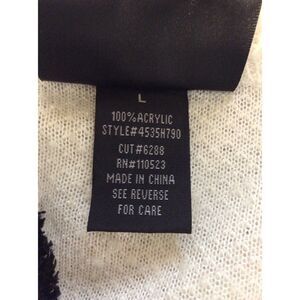 L
100%ACRYLIC
STYLE#4535H790
CUT#6288
RN#110523
MADE IN CHINA
SEE REVERSE
FOR CARE